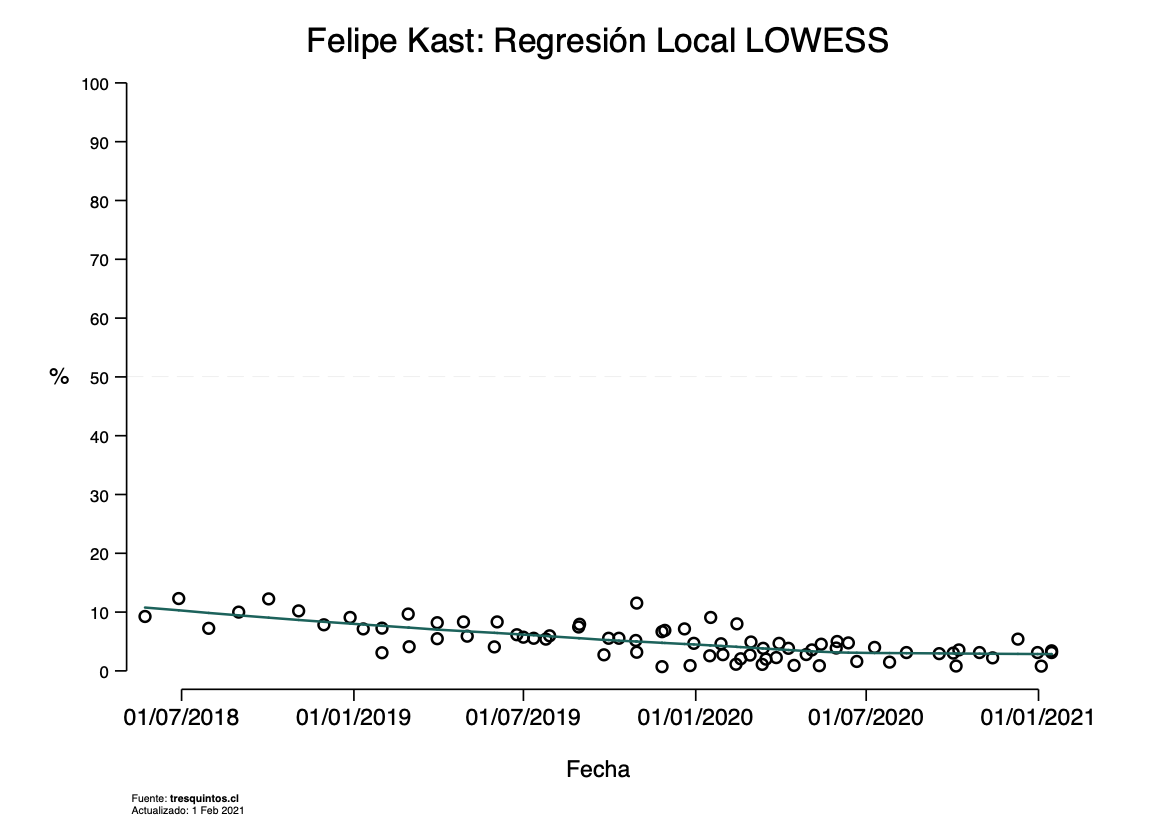 Felipe Kast: Regresión Local LOWESS
100
90
80
70
60
% 50
40
30
20
10
0
01/07/2018 01/01/2019 01/07/2019 01/01/2020 01/07/2020 01/01/2021
Fecha
Fuente: tresquintos.cl
Actualizado: 1 Feb 2021